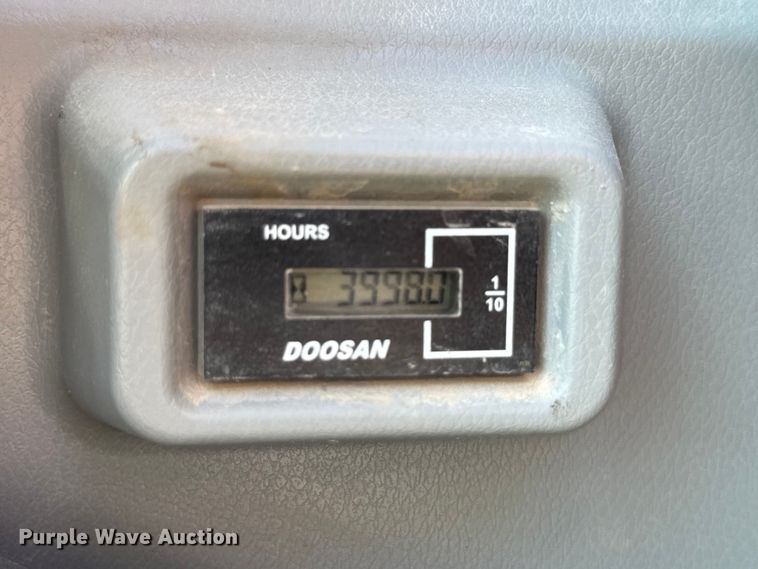 HOURS
3998.0
1
10
DOOSAN
Purple Wave Auction